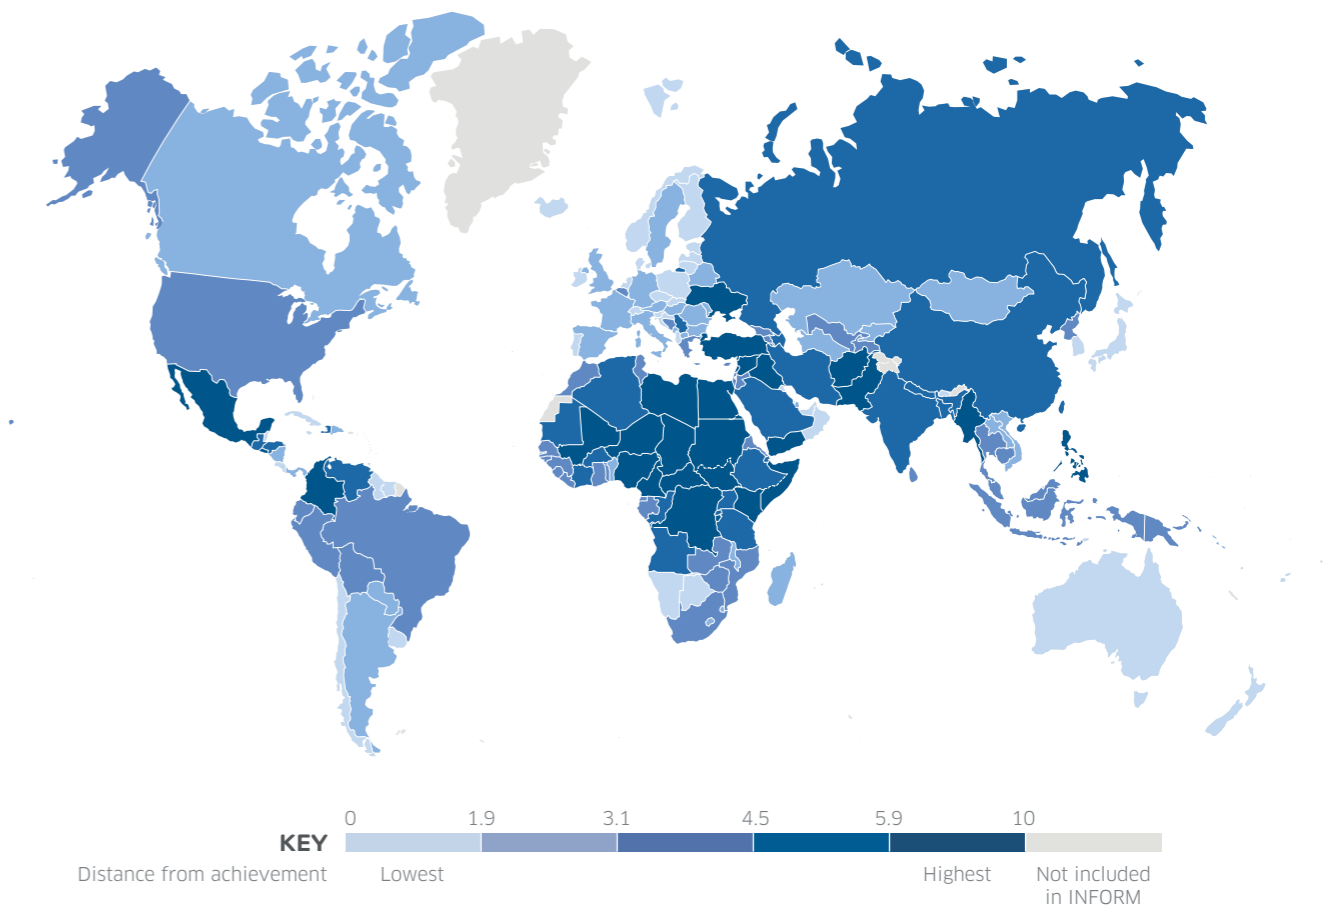 0 1.9 3.1 4.5 5.9 10
KEY
Distance from achievement Lowest Highest Not included
in INFORM